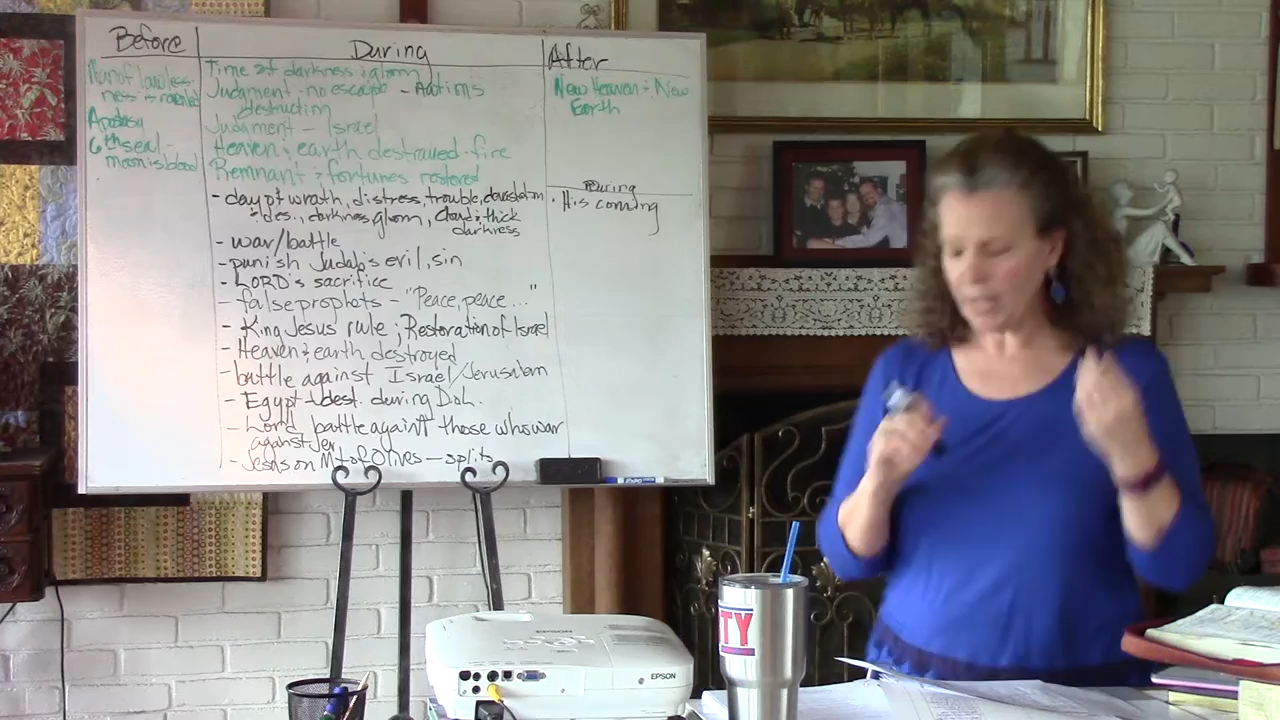 Before
During
After
Man of lawless-
ness is revealed
Apostasy
6th seal -
moon is blood
Time of darkness & gloom
Judgment - no escape -
destruction
Judgment - Israel
Heaven & earth destroyed - fire
Remnant & fortunes restored
- day of wrath, distress, trouble, devastation
& des., darkness gloom, cloud & thick
darkness
- war/battle
- punish Judah's evil, sin
- LORD's sacrifice
- false prophets - "Peace, peace..."
- King Jesus rule; Restoration of Israel
- Heaven & earth destroyed
- battle against Israel/Jerusalem
- Egypt dest. during DoL.
- Lord battle against those who war
against Jer
- Jesus on Mt of Olives - splits
New Heaven & New
Earth
During
· His coming
EXPO
EPSON
TY